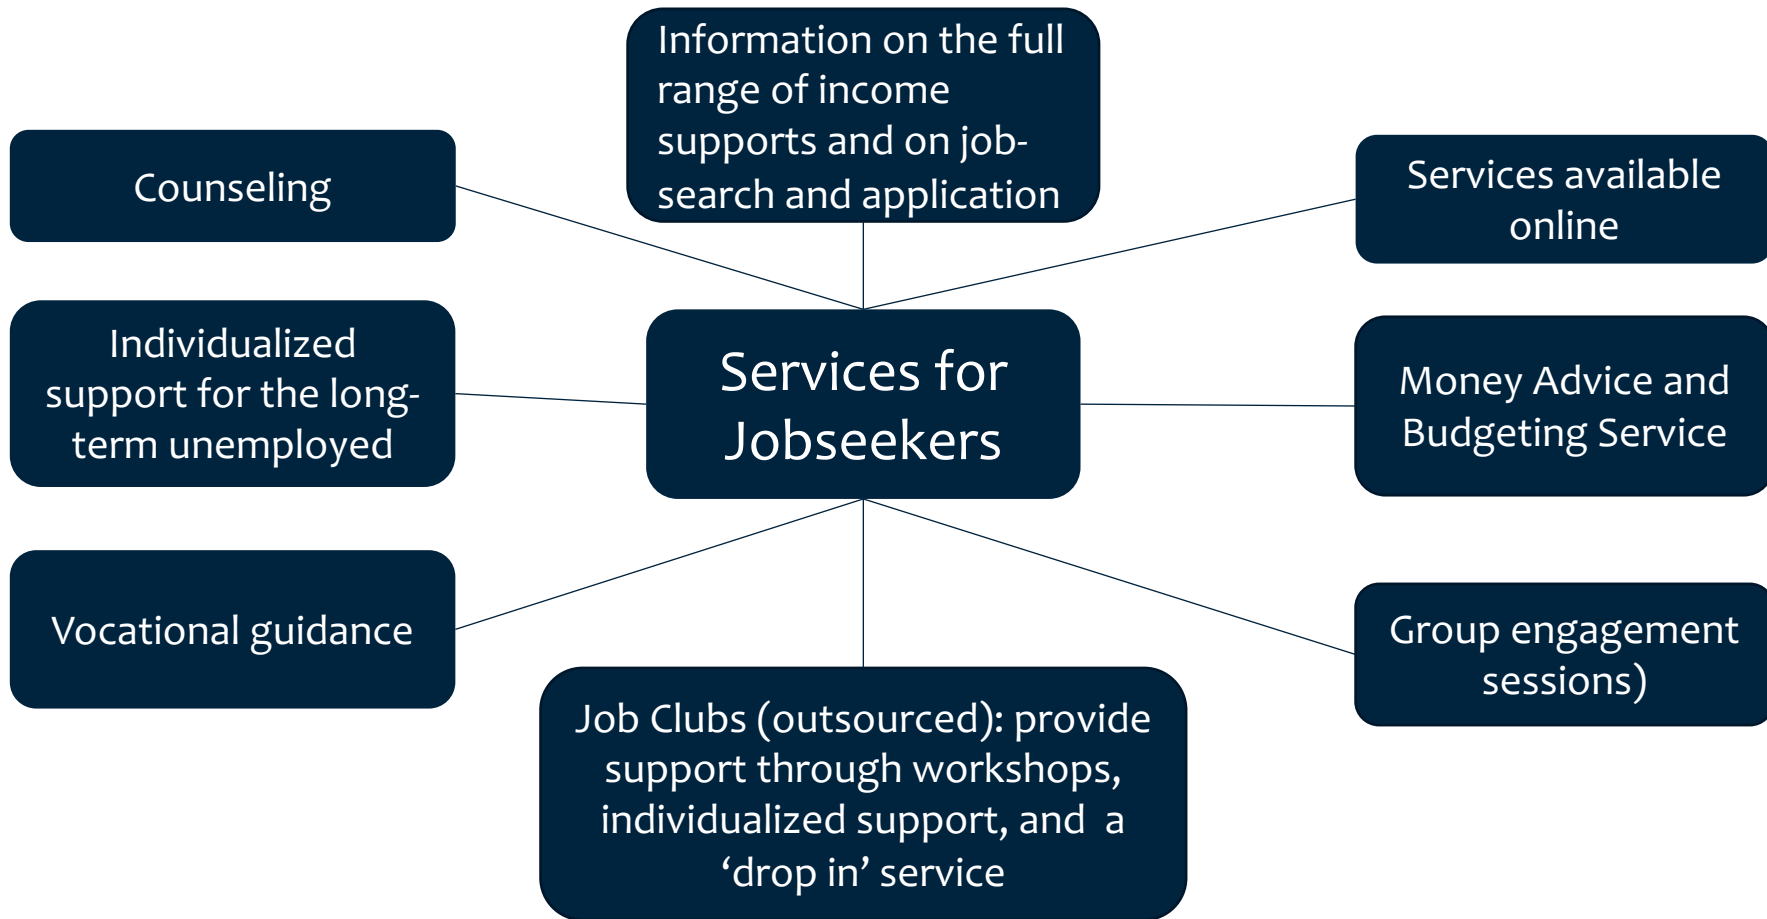 Information on the full
range of income
supports and on job-
search and application
Counseling
Services available
online
Individualized
support for the long-
term unemployed
Services for
Jobseekers
Money Advice and
Budgeting Service
Vocational guidance
Group engagement
sessions)
Job Clubs (outsourced): provide
support through workshops,
individualized support, and  a
‘drop in’ service